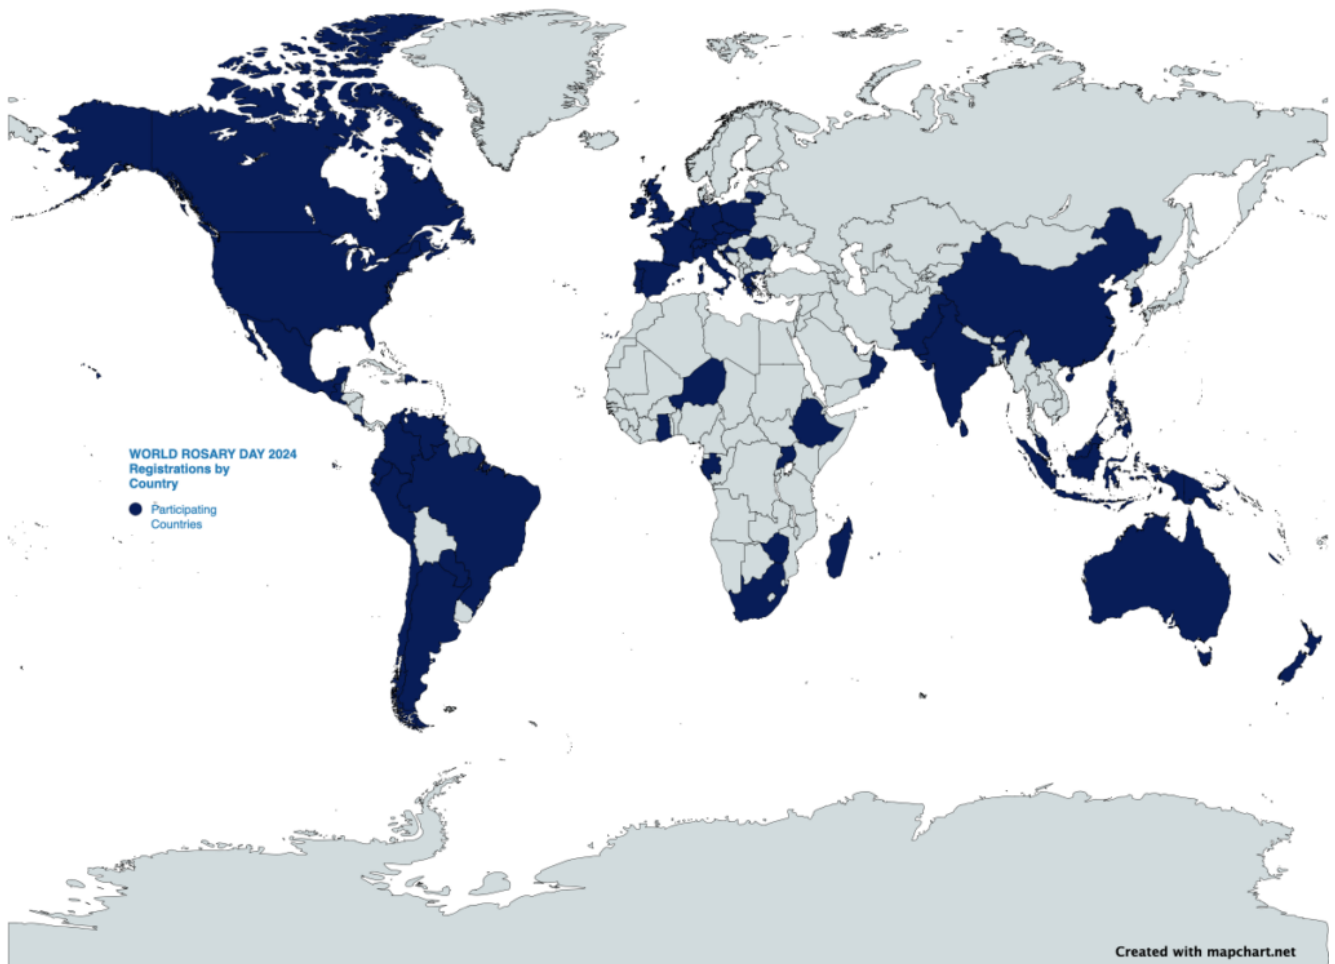 WORLD ROSARY DAY 2024
Registrations by
Country
Participating
Countries
Created with mapchart.net